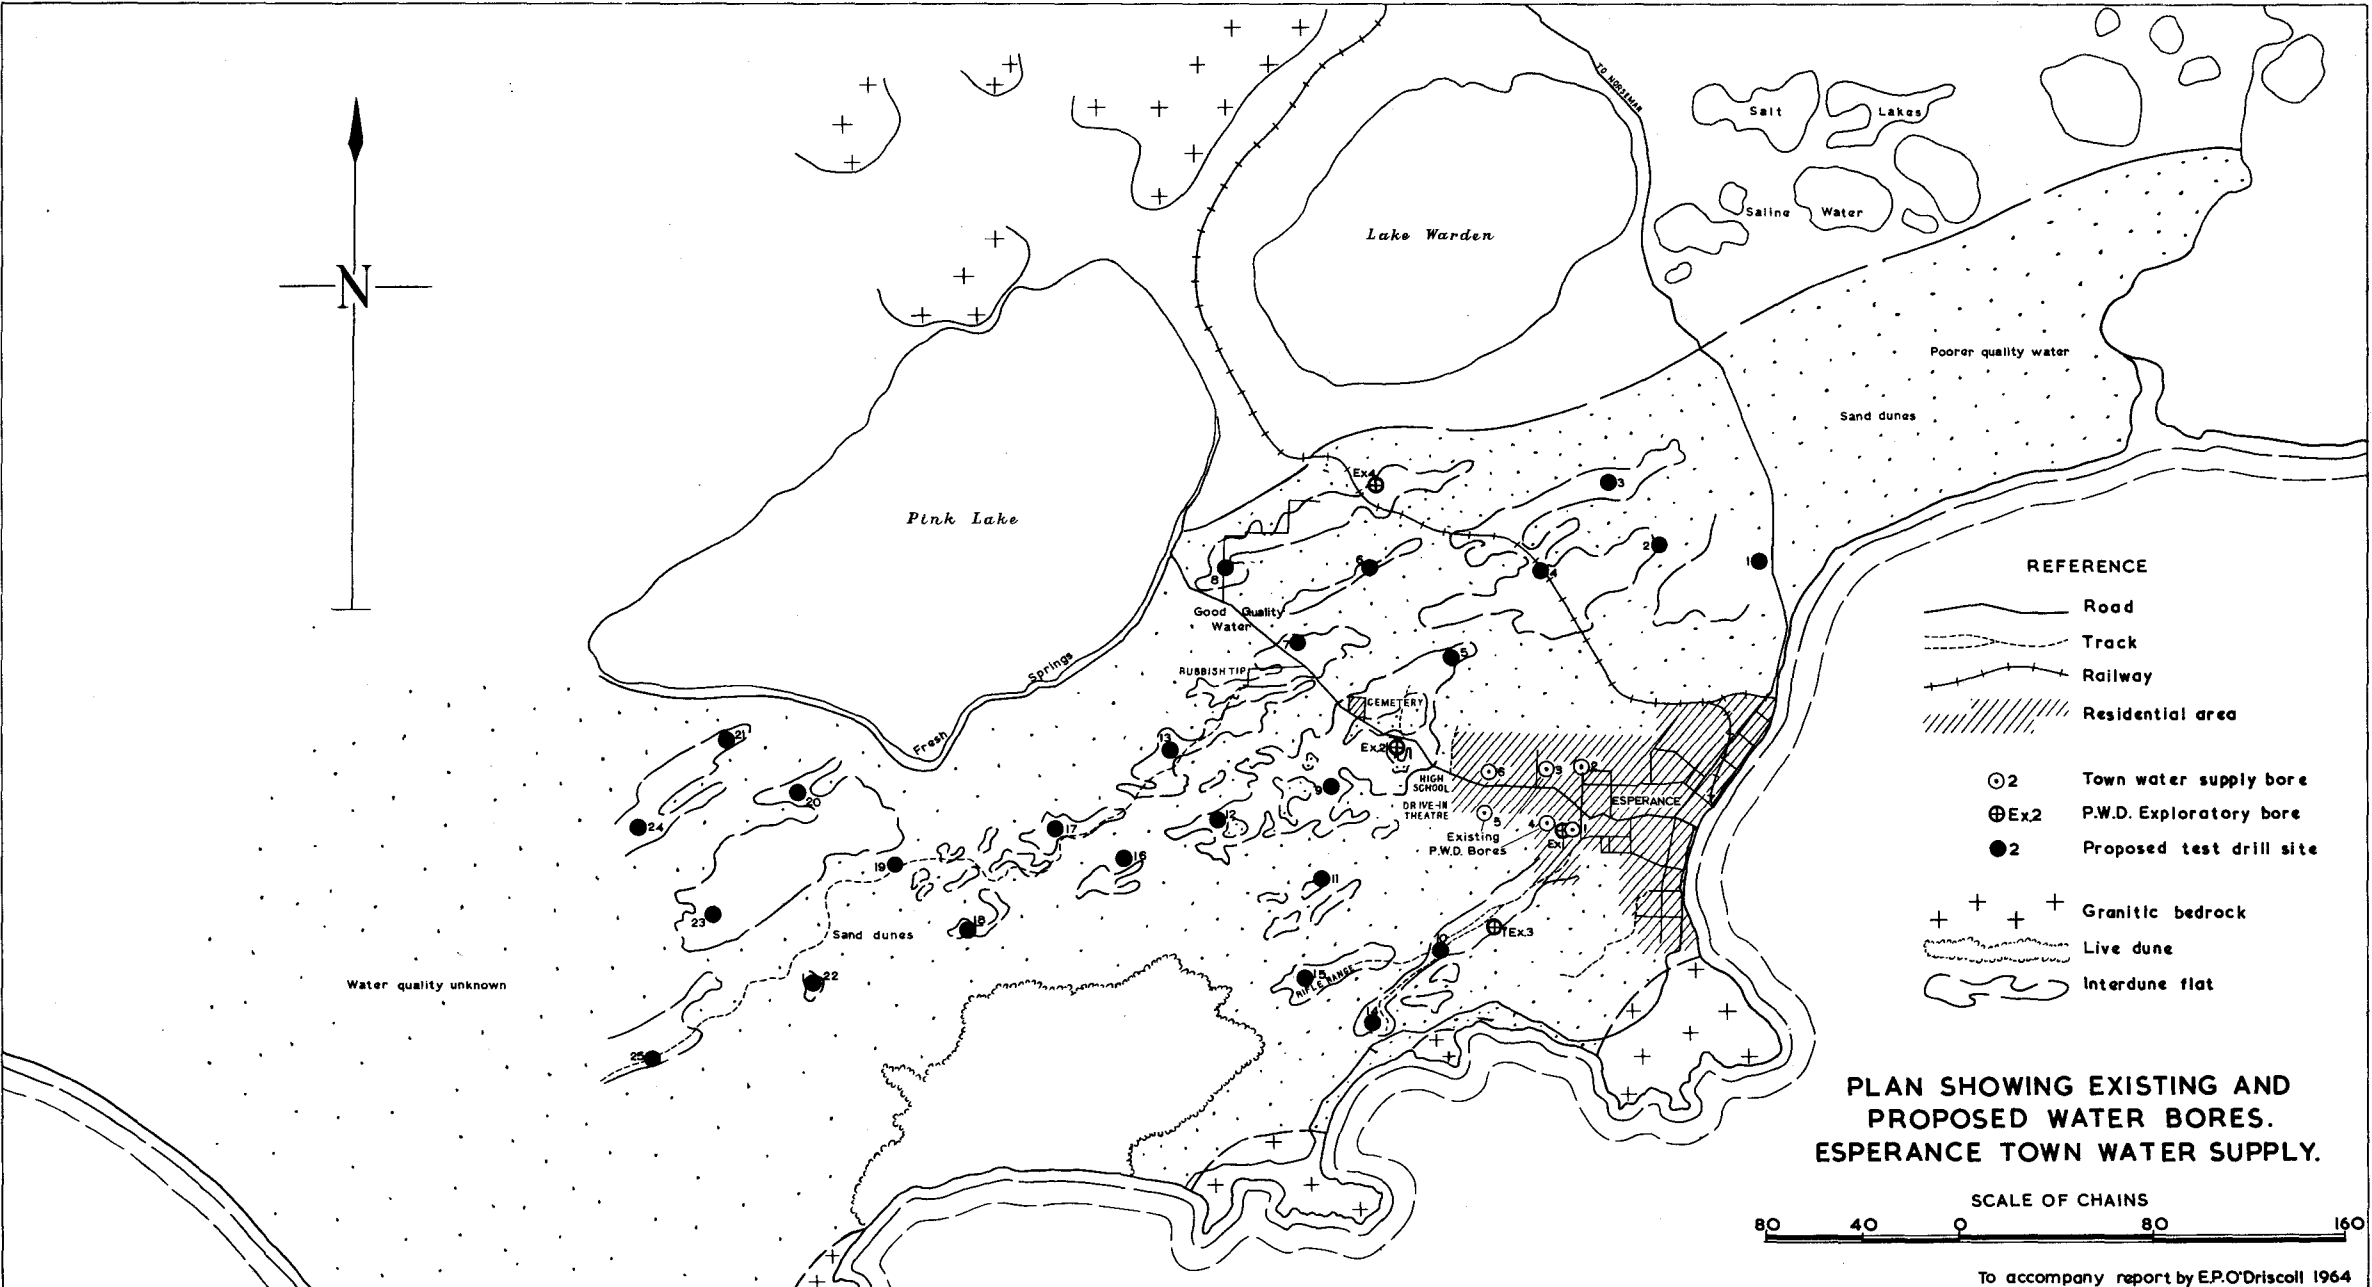 TO NORSEMAN
Salt Lakes
Saline Water
Lake Warden
Poorer quality water
Sand dunes
N
Pink Lake
Ex4
3
2
1
4
6
8
Good Quality
Water
7
5
RUBBISH TIP
Springs
Fresh
CEMETERY
Ex.2
HIGH
SCHOOL
DRIVE-IN
THEATRE
6
3
2
ESPERANCE
5
4
1
Ex1
Existing
P.W.D. Bores
21
20
24
13
9
12
17
16
19
11
18
23
Sand dunes
10
Ex.3
15
RIFLE RANGE
22
Water quality unknown
14
25
REFERENCE
Road
Track
Railway
Residential area
2 Town water supply bore
Ex.2 P.W.D. Exploratory bore
2 Proposed test drill site
Granitic bedrock
Live dune
Interdune flat
PLAN SHOWING EXISTING AND
PROPOSED WATER BORES.
ESPERANCE TOWN WATER SUPPLY.
SCALE OF CHAINS
80 40 0 80 160
To accompany report by E.P.O'Driscoll 1964